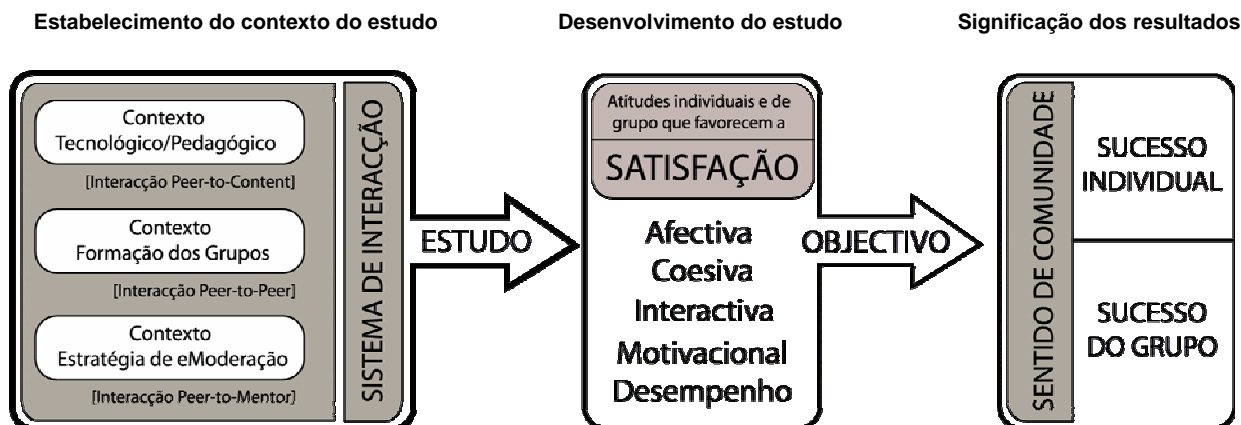 Estabelecimento do contexto do estudo
Desenvolvimento do estudo
Significação dos resultados
Contexto
Tecnológico/Pedagógico
[Interacção Peer-to-Content]
Contexto
Formação dos Grupos
[Interacção Peer-to-Peer]
Contexto
Estratégia de eModeração
[Interacção Peer-to-Mentor]
SISTEMA DE INTERACÇÃO
ESTUDO
Atitudes individuais e de
grupo que favorecem a
SATISFAÇÃO
Afectiva
Coesiva
Interactiva
Motivacional
Desempenho
OBJECTIVO
SENTIDO DE COMUNIDADE
SUCESSO
INDIVIDUAL
SUCESSO
DO GRUPO